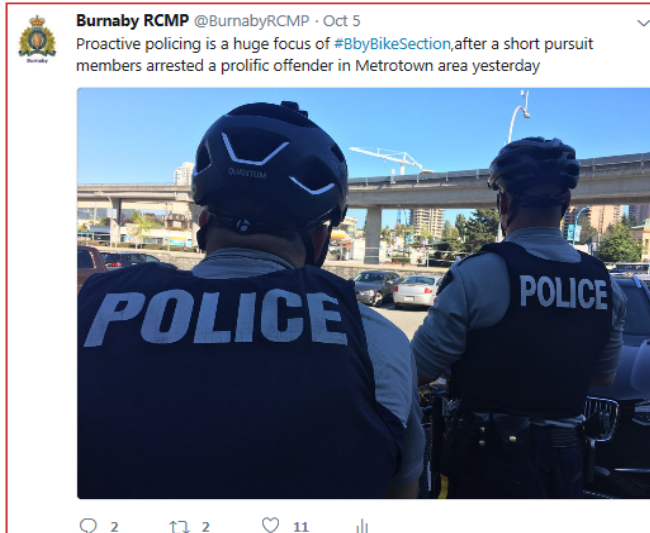 Burnaby RCMP @BurnabyRCMP · Oct 5
Proactive policing is a huge focus of #BbyBikeSection,after a short pursuit
members arrested a prolific offender in Metrotown area yesterday
Burnaby
QUANTUM
POLICE
POLICE
2 2 11